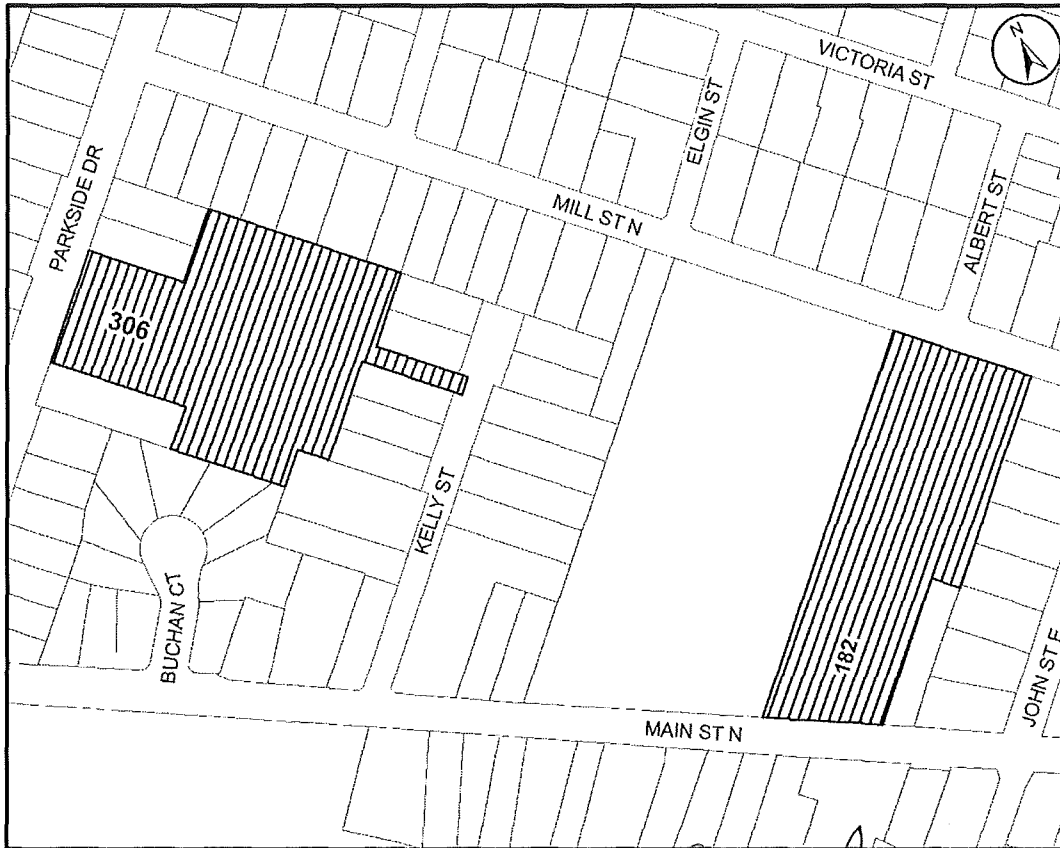 N
VICTORIA ST
ELGIN ST
PARKSIDE DR
MILL ST N
ALBERT ST
306
KELLY ST
BUCHAN CT
182
JOHN ST E
MAIN ST N